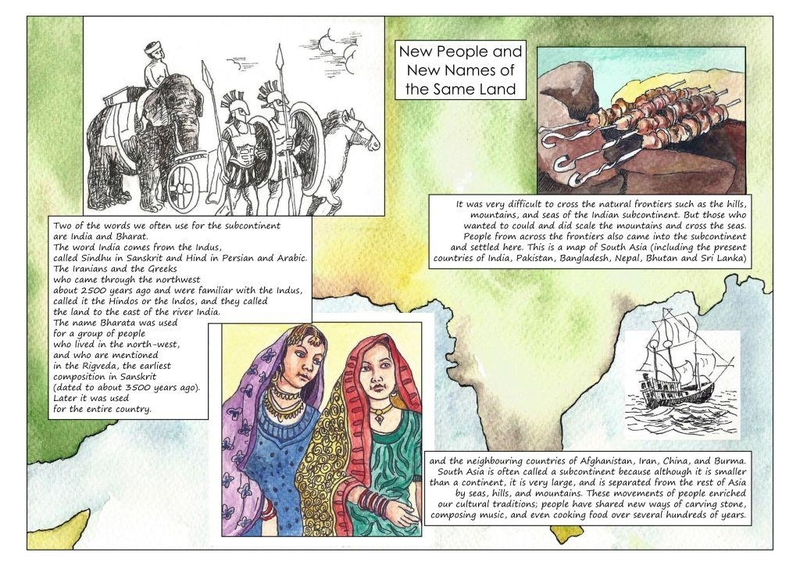 New People and
New Names of
the Same Land
Two of the words we often use for the subcontinent
are India and Bharat.
The word India comes from the Indus,
called Sindhu in Sanskrit and Hind in Persian and Arabic.
The Iranians and the Greeks
who came through the northwest
about 2500 years ago and were familiar with the Indus,
called it the Hindos or the Indos, and they called
the land to the east of the river India.
The name Bharata was used
for a group of people
who lived in the north-west,
and who are mentioned
in the Rigveda, the earliest
composition in Sanskrit
(dated to about 3500 years ago).
Later it was used
for the entire country.
It was very difficult to cross the natural frontiers such as the hills,
mountains, and seas of the Indian subcontinent. But those who
wanted to could and did scale the mountains and cross the seas.
People from across the frontiers also came into the subcontinent
and settled here. This is a map of South Asia (including the present
countries of India, Pakistan, Bangladesh, Nepal, Bhutan and Sri Lanka)
and the neighbouring countries of Afghanistan, Iran, China, and Burma.
South Asia is often called a subcontinent because although it is smaller
than a continent, it is very large, and is separated from the rest of Asia
by seas, hills, and mountains. These movements of people enriched
our cultural traditions; people have shared new ways of carving stone,
composing music, and even cooking food over several hundreds of years.